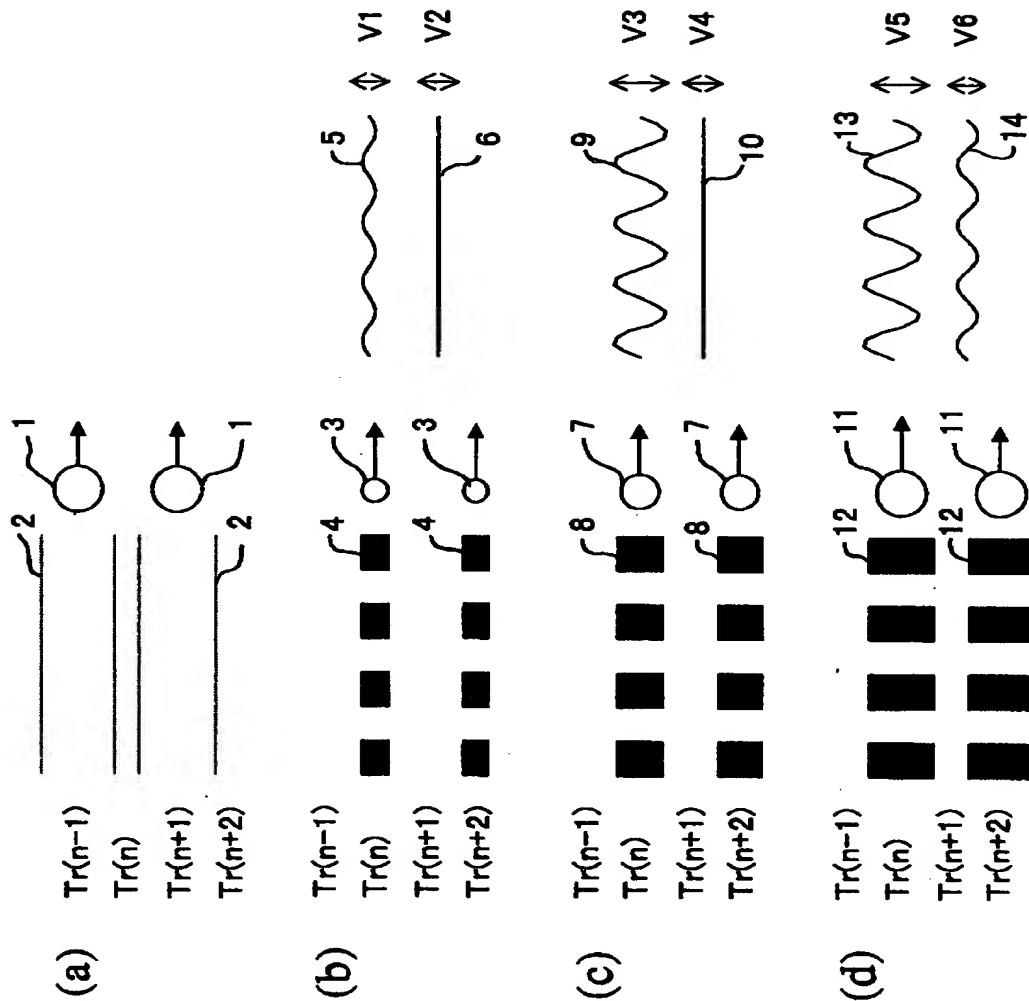 (a)
1
2
Tr(n-1)
Tr(n)
Tr(n+1)
Tr(n+2)
1
2
(b)
Tr(n-1)
Tr(n)
Tr(n+1)
Tr(n+2)
4
3
5
V1
4
3
6
V2
(c)
Tr(n-1)
Tr(n)
Tr(n+1)
Tr(n+2)
8
7
9
V3
8
7
10
V4
(d)
Tr(n-1)
Tr(n)
Tr(n+1)
Tr(n+2)
12
11
13
V5
12
11
14
V6